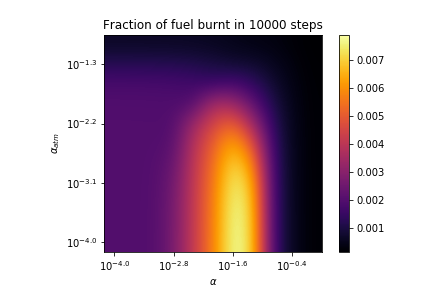 Fraction of fuel burnt in 10000 steps
10^{-1.3}
10^{-2.2}
10^{-3.1}
10^{-4.0}
α_{atm}
10^{-4.0} 10^{-2.8} 10^{-1.6} 10^{-0.4}
α
0.007
0.006
0.005
0.004
0.003
0.002
0.001